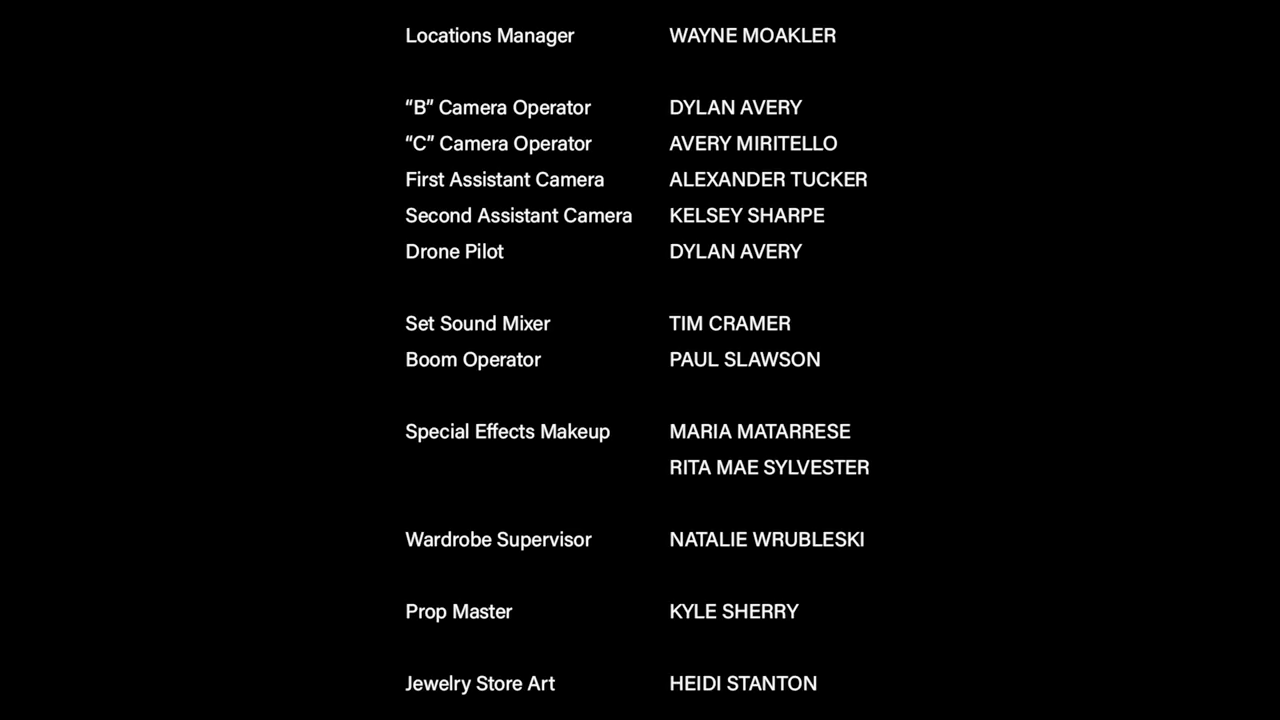 Locations Manager WAYNE MOAKLER
“B” Camera Operator DYLAN AVERY
“C” Camera Operator AVERY MIRITELLO
First Assistant Camera ALEXANDER TUCKER
Second Assistant Camera KELSEY SHARPE
Drone Pilot DYLAN AVERY
Set Sound Mixer TIM CRAMER
Boom Operator PAUL SLAWSON
Special Effects Makeup MARIA MATARRESE
RITA MAE SYLVESTER
Wardrobe Supervisor NATALIE WRUBLESKI
Prop Master KYLE SHERRY
Jewelry Store Art HEIDI STANTON